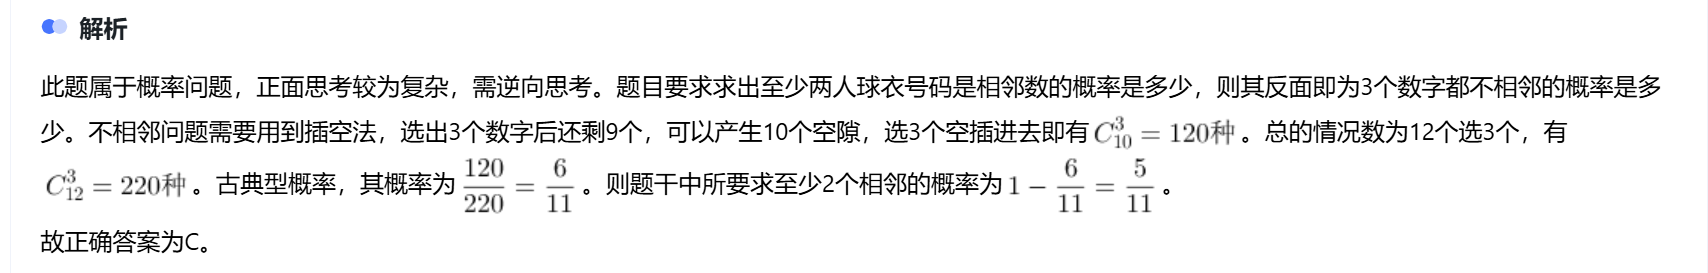 解析
此题属于概率问题，正面思考较为复杂，需逆向思考。题目要求求出至少两人球衣号码是相邻数的概率是多少，则其反面即为3个数字都不相邻的概率是多
少。不相邻问题需要用到插空法，选出3个数字后还剩9个，可以产生10个空隙，选3个空插进去即有 $C_{10}^{3}=120种$ 。总的情况数为12个选3个，有
$C_{12}^{3}=220种$ 。古典型概率，其概率为 $\frac{120}{220}=\frac{6}{11}$ 。则题干中所要求至少2个相邻的概率为 $1-\frac{6}{11}=\frac{5}{11}$ 。
故正确答案为C。